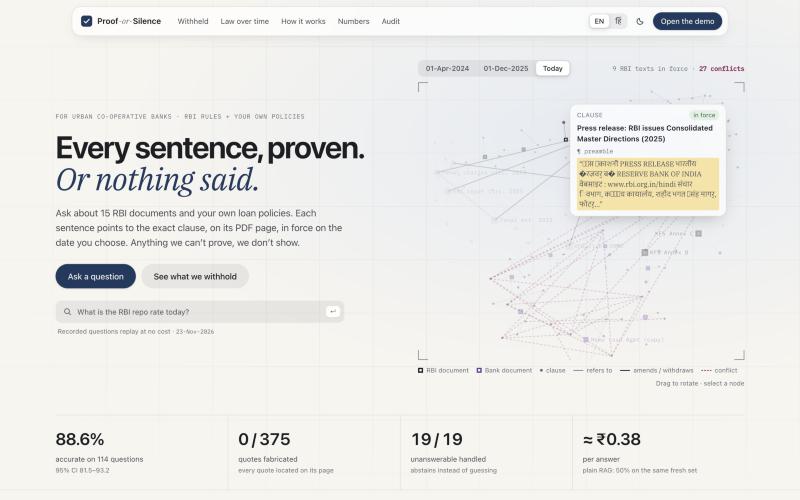 Proof-or-Silence
Withheld
Law over time
How it works
Numbers
Audit
EN
हिं
Open the demo
01-Apr-2024
01-Dec-2025
Today
9 RBI texts in force · 27 conflicts
FOR URBAN CO-OPERATIVE BANKS · RBI RULES + YOUR OWN POLICIES
Every sentence, proven.
Or nothing said.
Ask about 15 RBI documents and your own loan policies. Each
sentence points to the exact clause, on its PDF page, in force on the
date you choose. Anything we can't prove, we don't show.
Ask a question
See what we withhold
What is the RBI repo rate today?
Recorded questions replay at no cost · 23-Nov-2026
CLAUSE
in force
Press release: RBI issues Consolidated
Master Directions (2025)
¶ preamble
PRESS RELEASE भारतीय
RESERVE BANK OF INDIA
वेबसाइट : www.rbi.org.in/hindi संचार
शहीद भगत
KFS Annex C
KFS Annex B
RBI document
Bank document
clause
refers to
amends / withdraws
conflict
Drag to rotate · select a node
88.6%
accurate on 114 questions
95% CI 81.5–93.2
0 / 375
quotes fabricated
every quote located on its page
19 / 19
unanswerable handled
abstains instead of guessing
≈ ₹0.38
per answer
plain RAG: 50% on the same fresh set